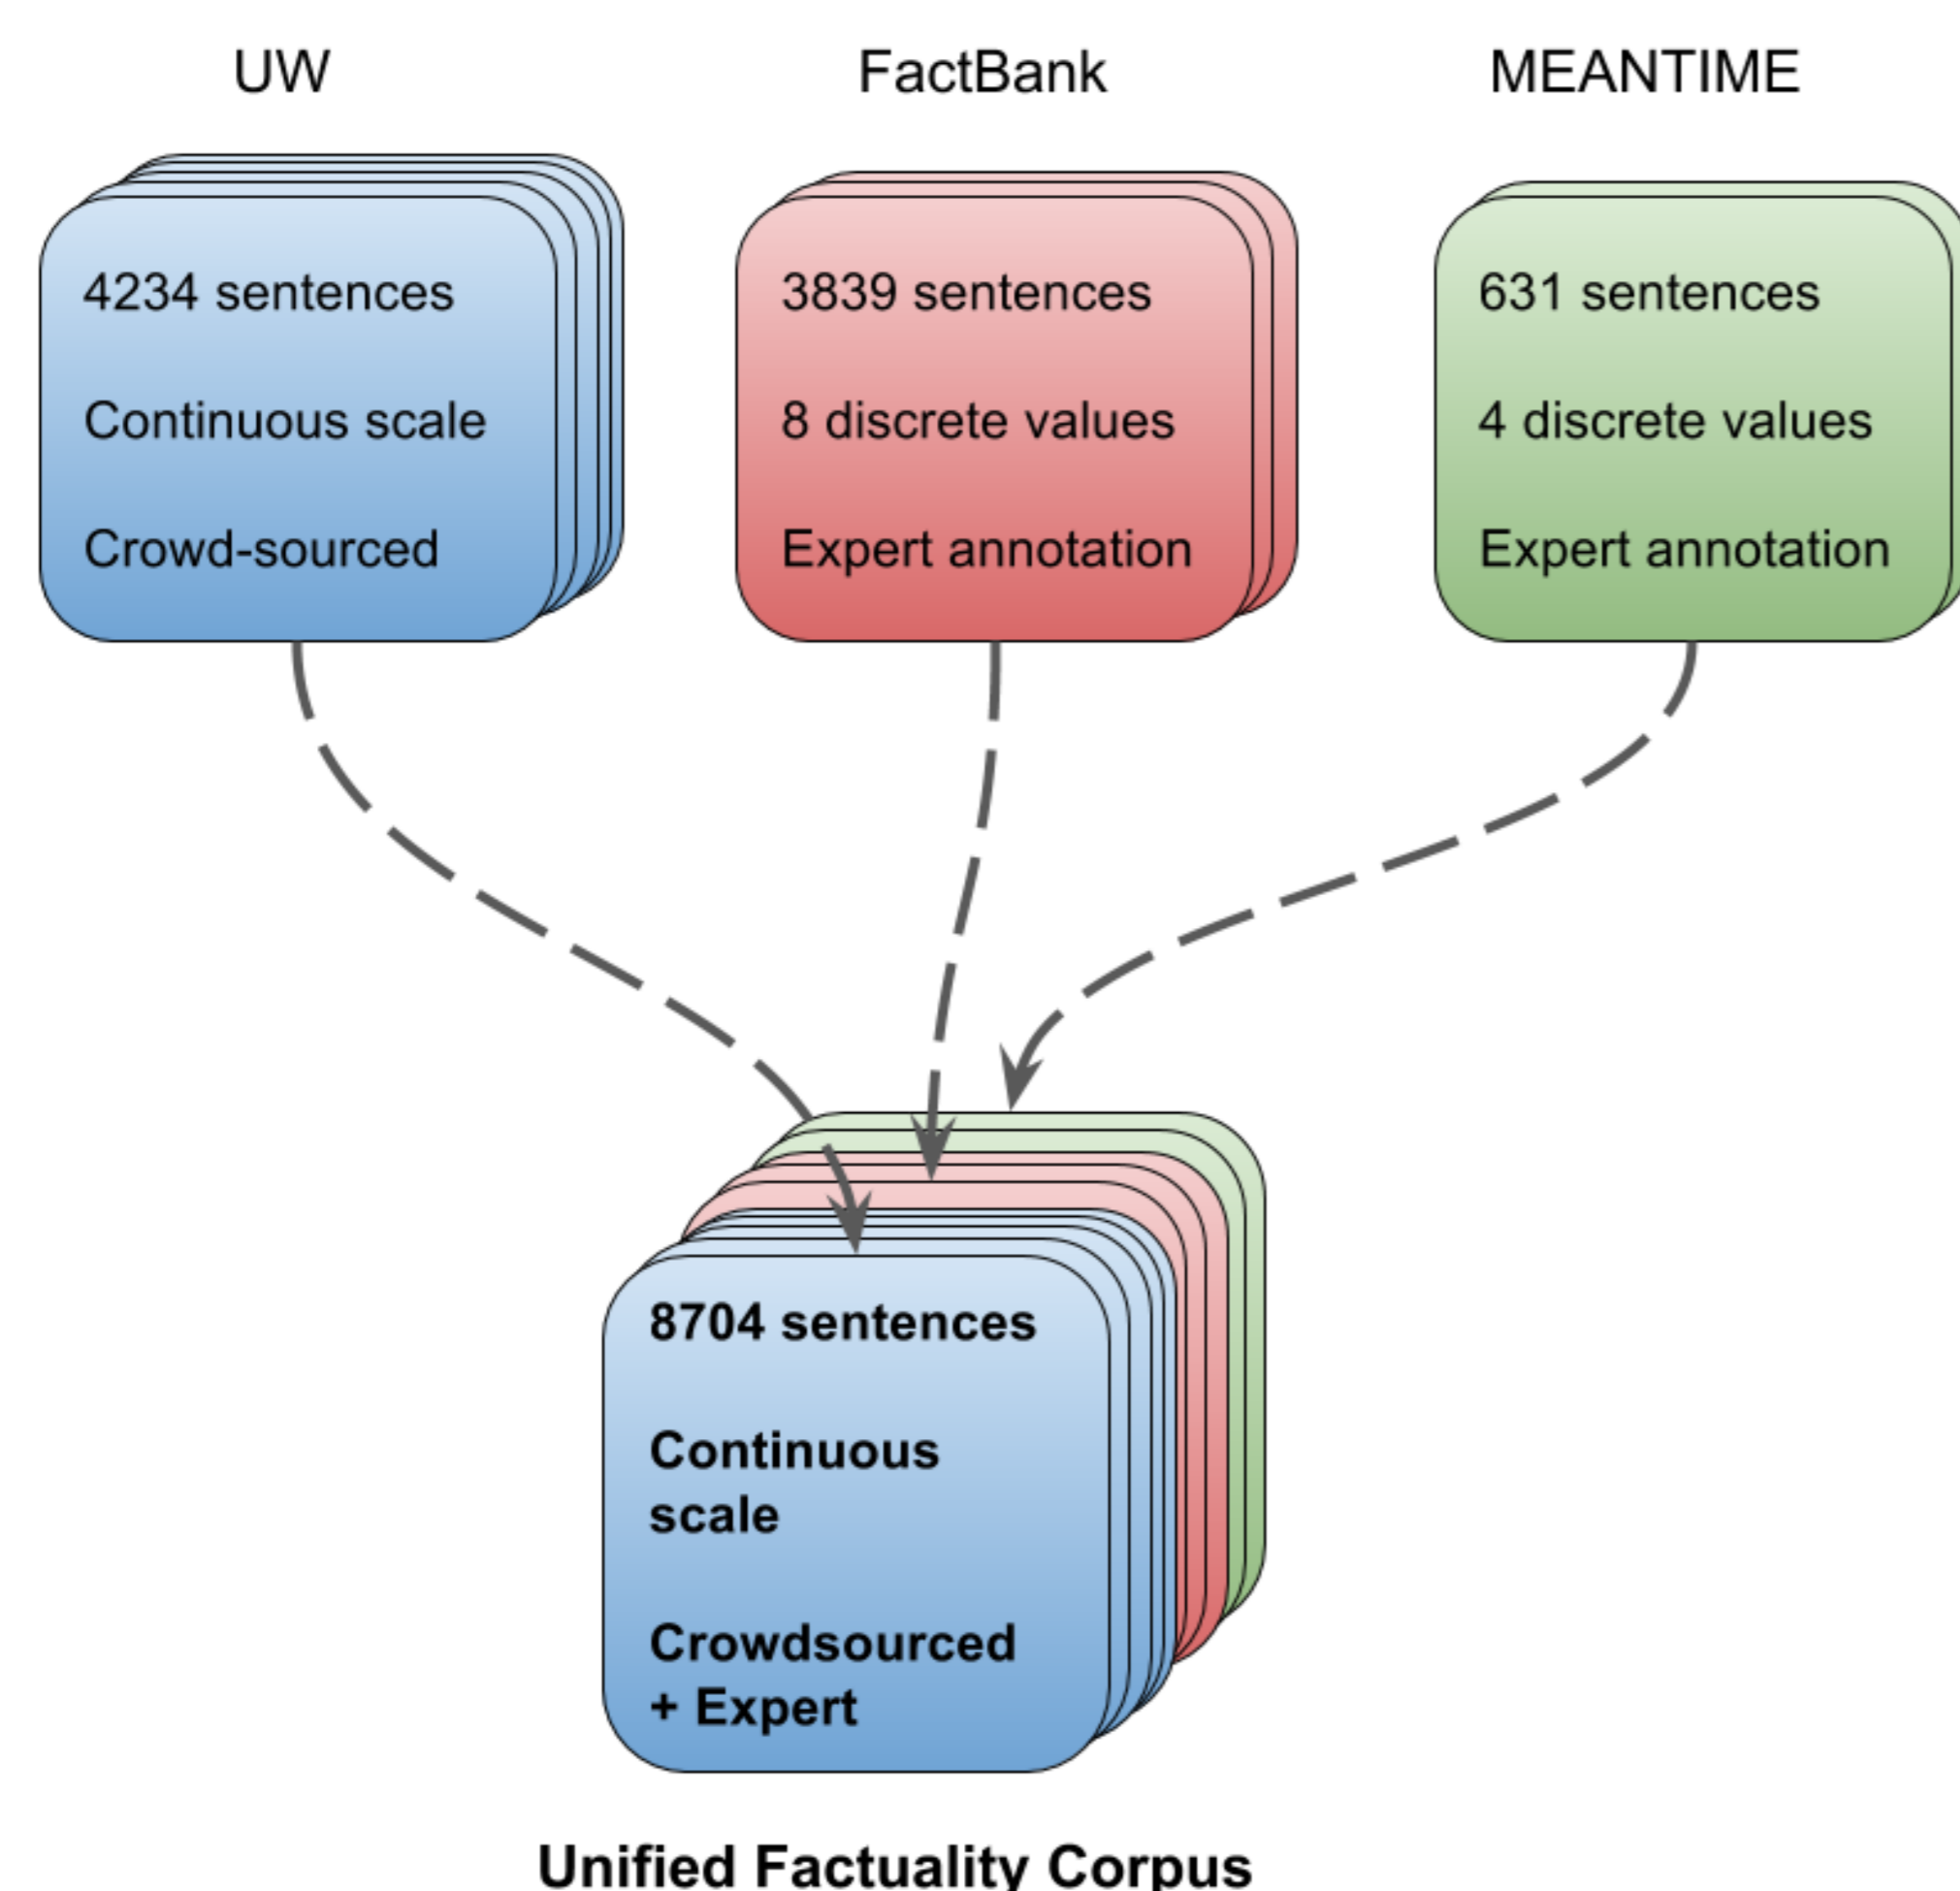 UW
FactBank
MEANTIME
4234 sentences
Continuous scale
Crowd-sourced
3839 sentences
8 discrete values
Expert annotation
631 sentences
4 discrete values
Expert annotation
8704 sentences
Continuous
scale
Crowdsourced
+ Expert
Unified Factuality Corpus